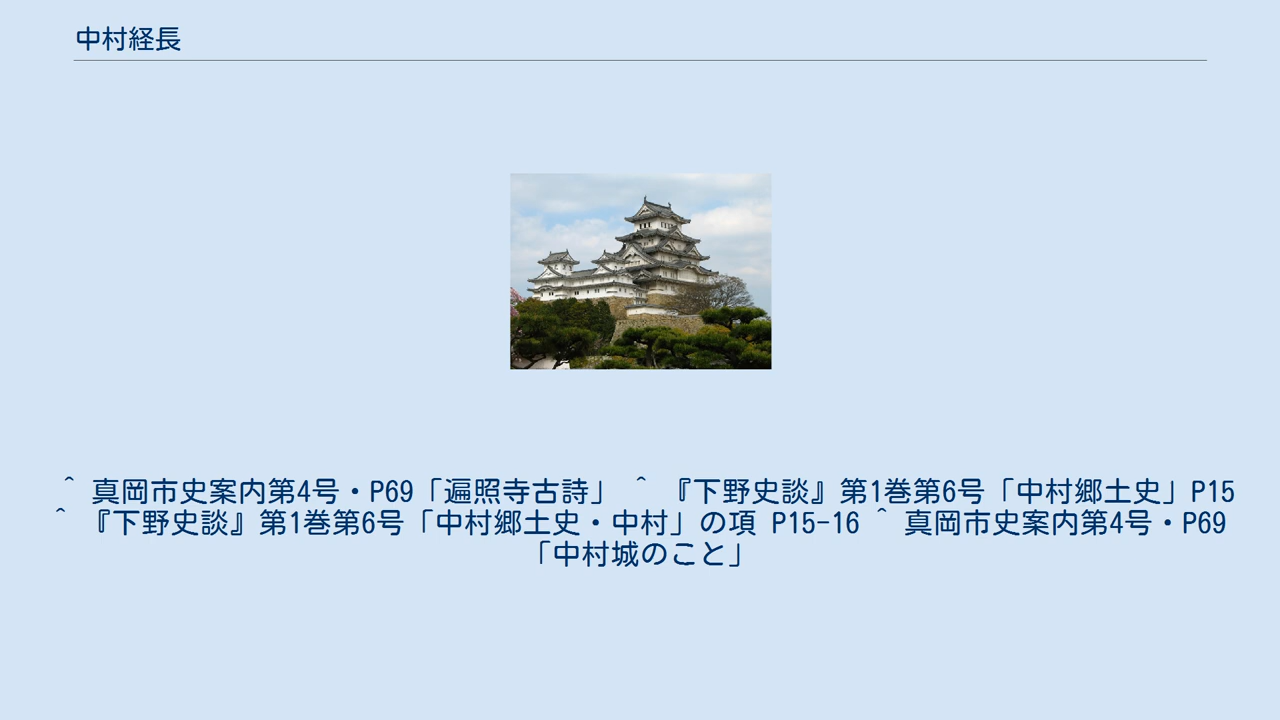 中村経長
^ 真岡市史案内第4号・P69「遍照寺古詩」 ^ 『下野史談』第1巻第6号「中村郷土史」P15
^ 『下野史談』第1巻第6号「中村郷土史・中村」の項 P15-16 ^ 真岡市史案内第4号・P69
「中村城のこと」